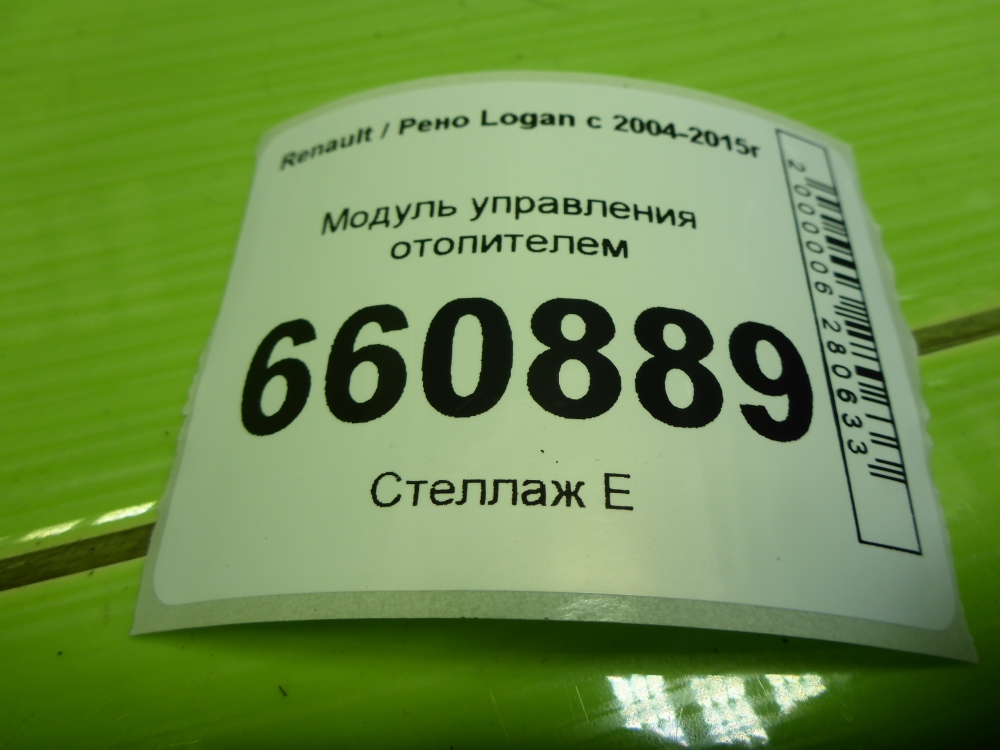 Renault / Рено Logan с 2004-2015г
Модуль управления
отопителем
660889
Стеллаж Е
2000006280633